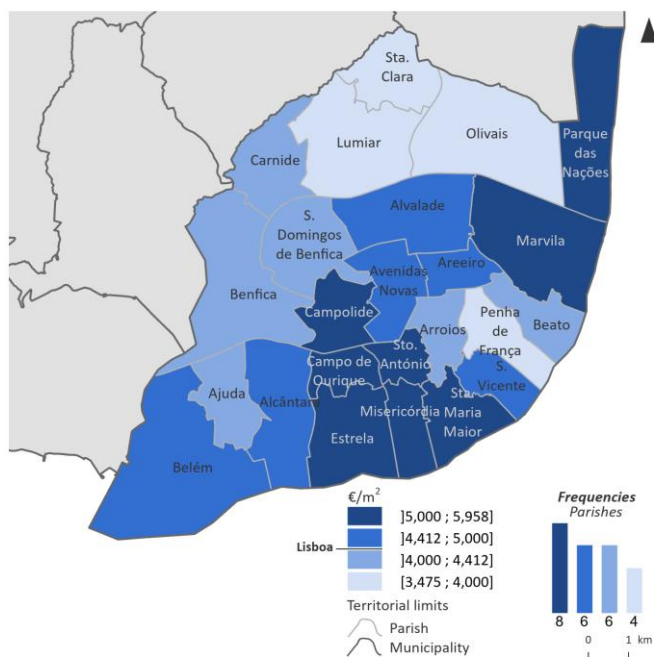 Sta.
Clara
Lumiar
Olivais
Parque
das
Nações
Carnide
Alvalade
S.
Domingos
de Benfica
Marvila
Avenidas
Novas
Areeiro
Benfica
Campolide
Penha
de
França
Beato
Arroios
Sto.
António
Campo de
Ourique
S.
Vicente
Ajuda
Alcântara
Misericórdia
Sta.
Maria
Maior
Estrela
Belém
€/m²
]5,000 ; 5,958]
]4,412 ; 5,000]
Lisboa
]4,000 ; 4,412]
[3,475 ; 4,000]
Territorial limits
Parish
Municipality
Frequencies
Parishes
8 6 6 4
0 1 km